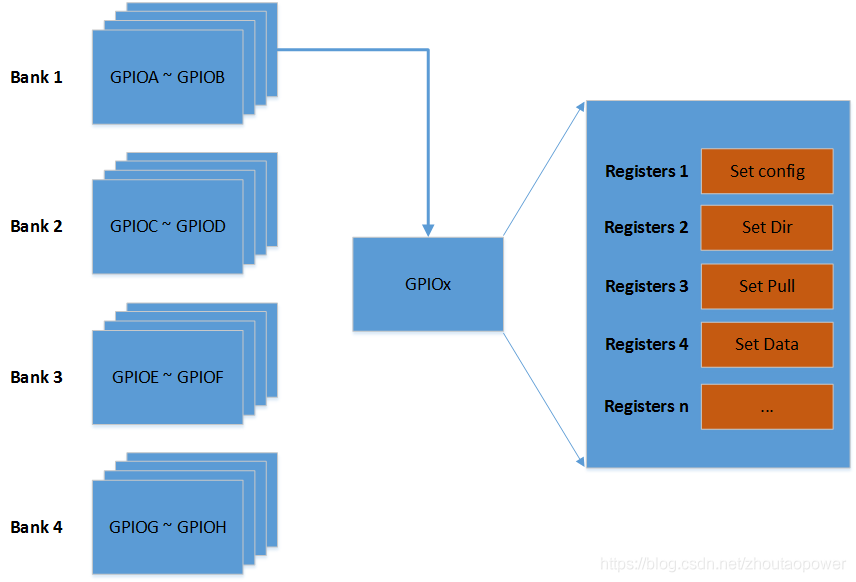 Bank 1
GPIOA ~ GPIOB
Bank 2
GPIOC ~ GPIOD
Bank 3
GPIOE ~ GPIOF
Bank 4
GPIOG ~ GPIOH
GPIOx
Registers 1 Set config
Registers 2 Set Dir
Registers 3 Set Pull
Registers 4 Set Data
Registers n ...
https://blog.csdn.net/zhoutaopower